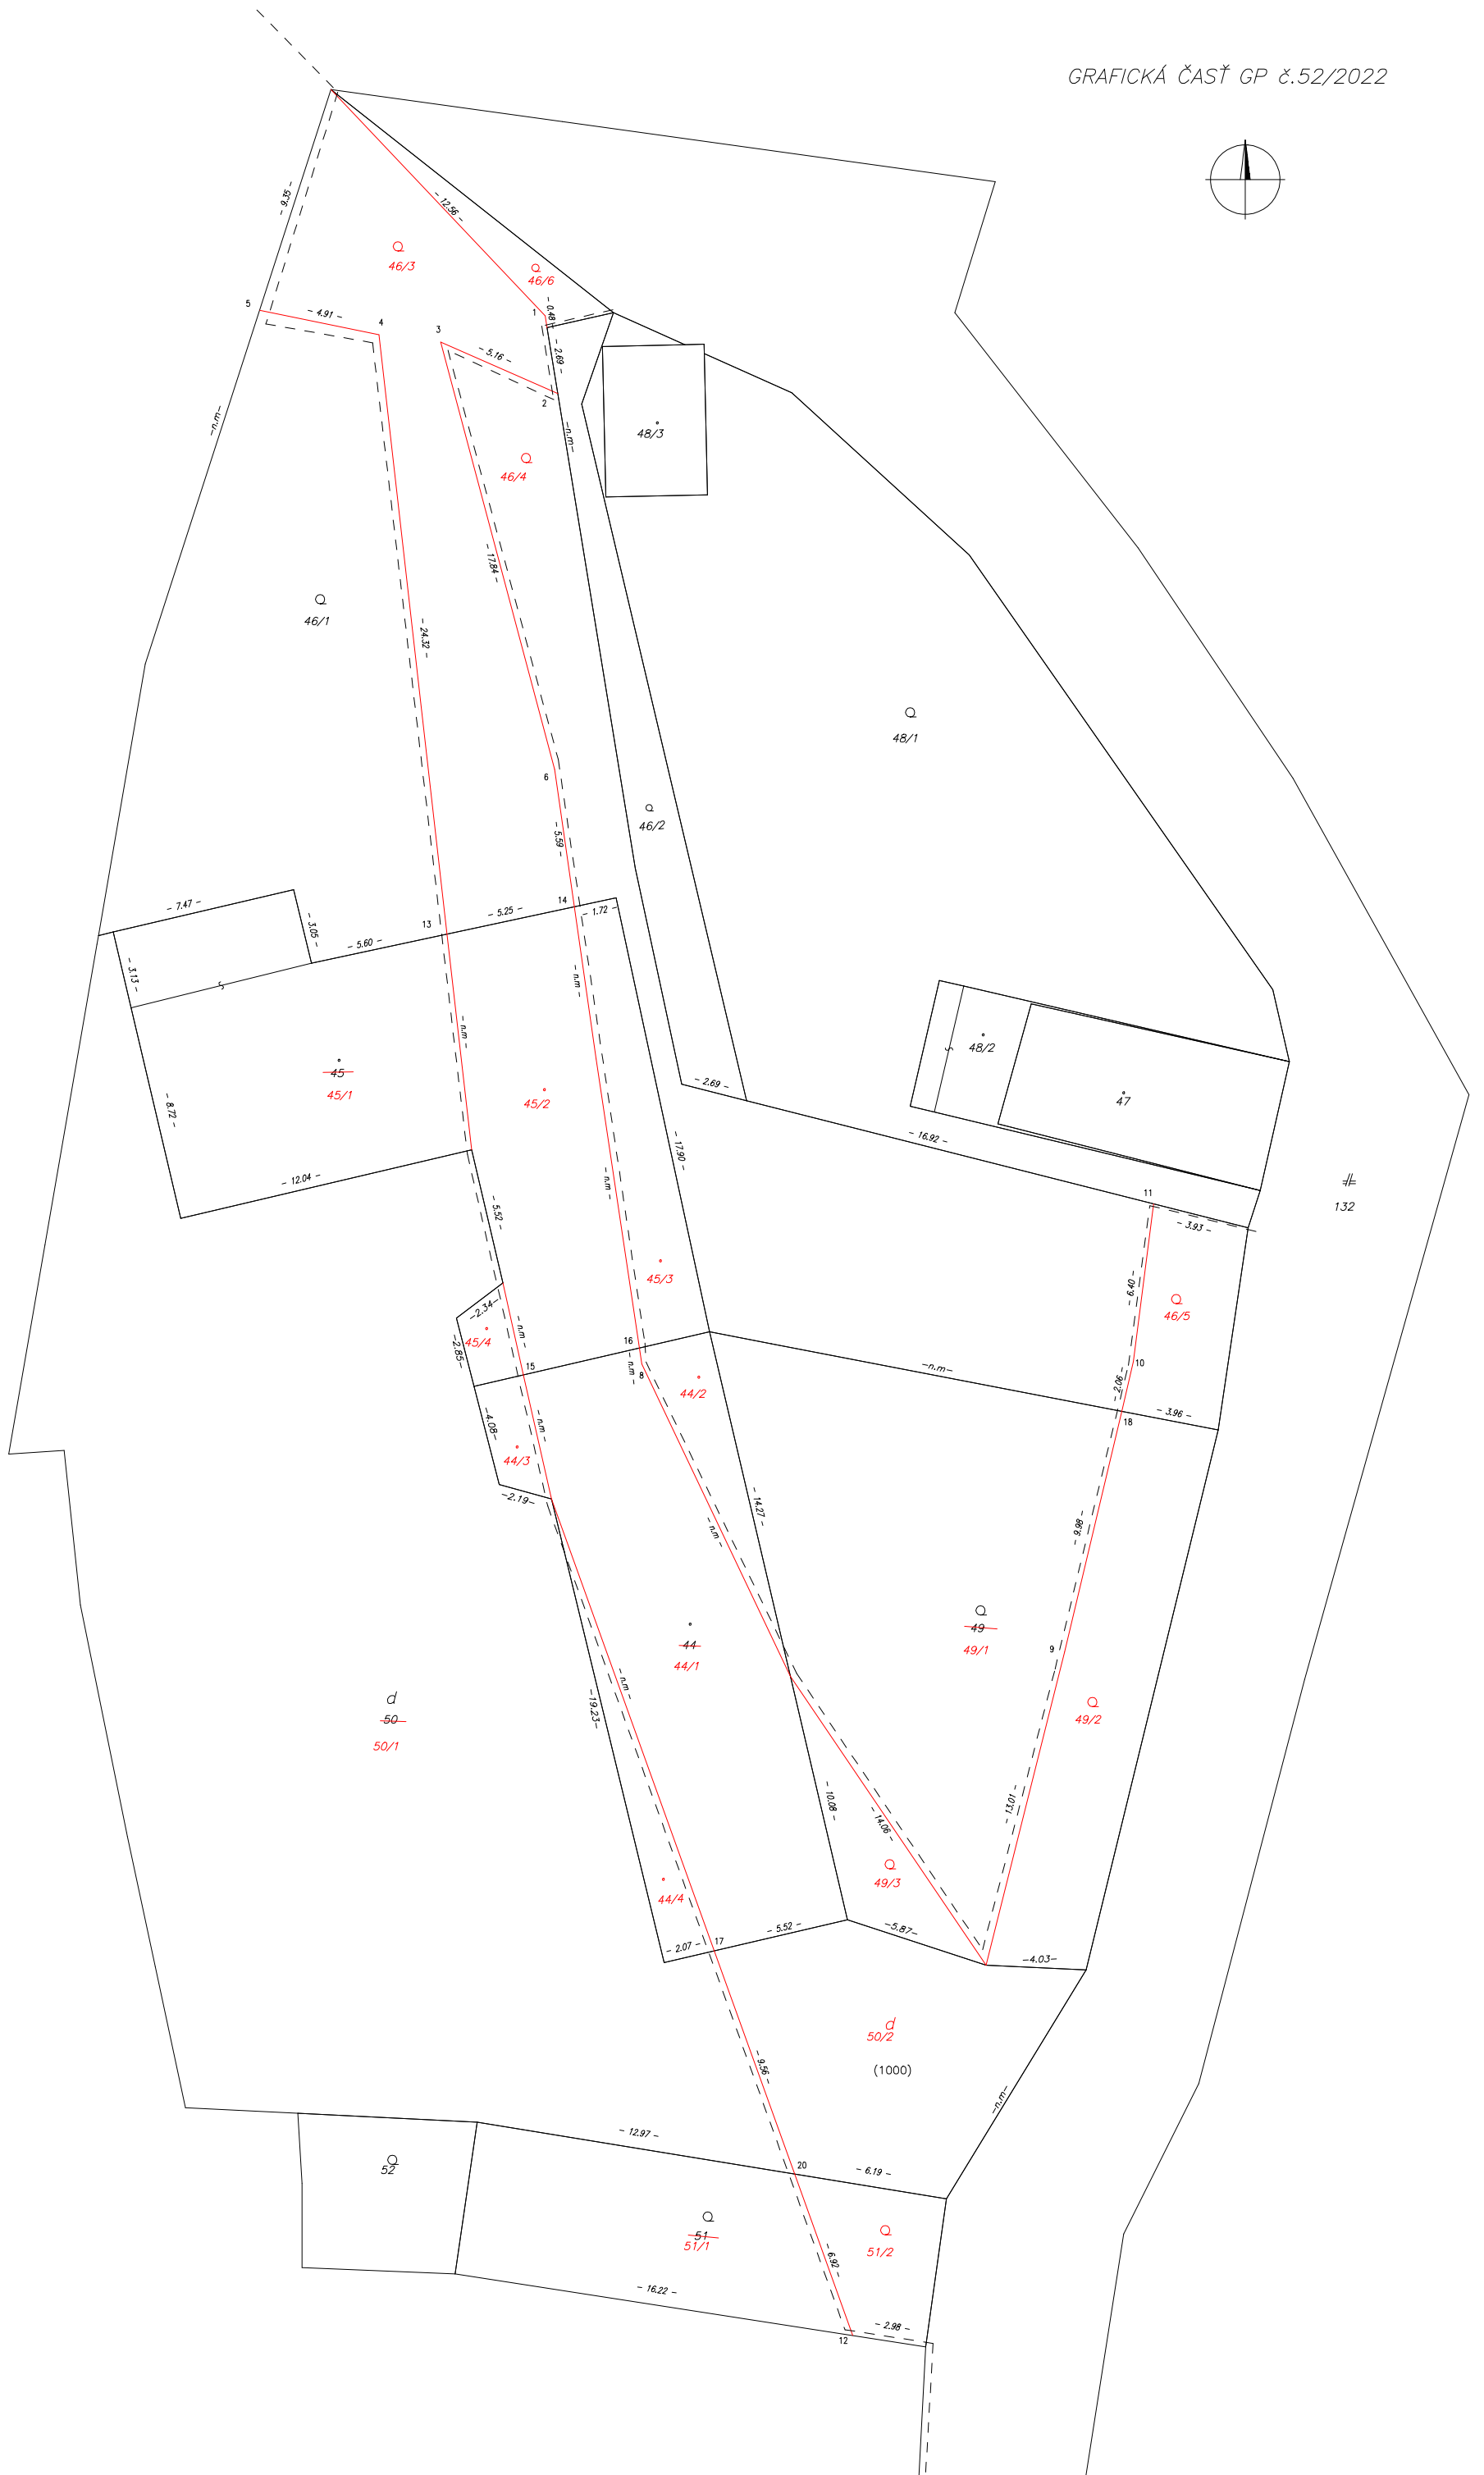 GRAFICKÁ ČASŤ GP č.52/2022
- 9.35 -
- 12.56 -
46/3
46/6
5
- 4.91 -
4
3
1
- 0.48 -
- 5.16 -
- 2.69 -
2
-n.m-
-n.m-
48/3
46/4
- 17.84 -
46/1
- 24.32 -
48/1
6
46/2
- 5.59 -
- 7.47 -
- 3.05 -
- 5.60 -
13
- 5.25 -
14
- 1.72 -
- 3.13 -
- n.m -
- n.m -
48/2
45
45/1
45/2
- 2.69 -
47
- 8.72 -
- 16.92 -
- 17.90 -
- 12.04 -
- n.m -
- 5.52 -
11
- 3.93 -
132
45/3
- 6.40 -
46/5
-2.34-
45/4
- n.m -
-2.85-
15
16
- n.m -
8
44/2
-n.m-
10
- 2.06 -
- 3.96 -
18
-4.08-
- n.m -
44/3
-2.19-
- n.m -
- 14.27 -
- 9.98 -
49
49/1
9
44
44/1
- n.m -
-19.23-
d
50
50/1
49/2
- 10.08 -
- 14.06 -
- 13.01 -
49/3
44/4
- 2.07 -
17
- 5.52 -
-5.87-
-4.03-
d
50/2
(1000)
- 9.56 -
-n.m-
- 12.97 -
20
- 6.19 -
52
51
51/1
51/2
- 6.92 -
- 16.22 -
12
- 2.98 -